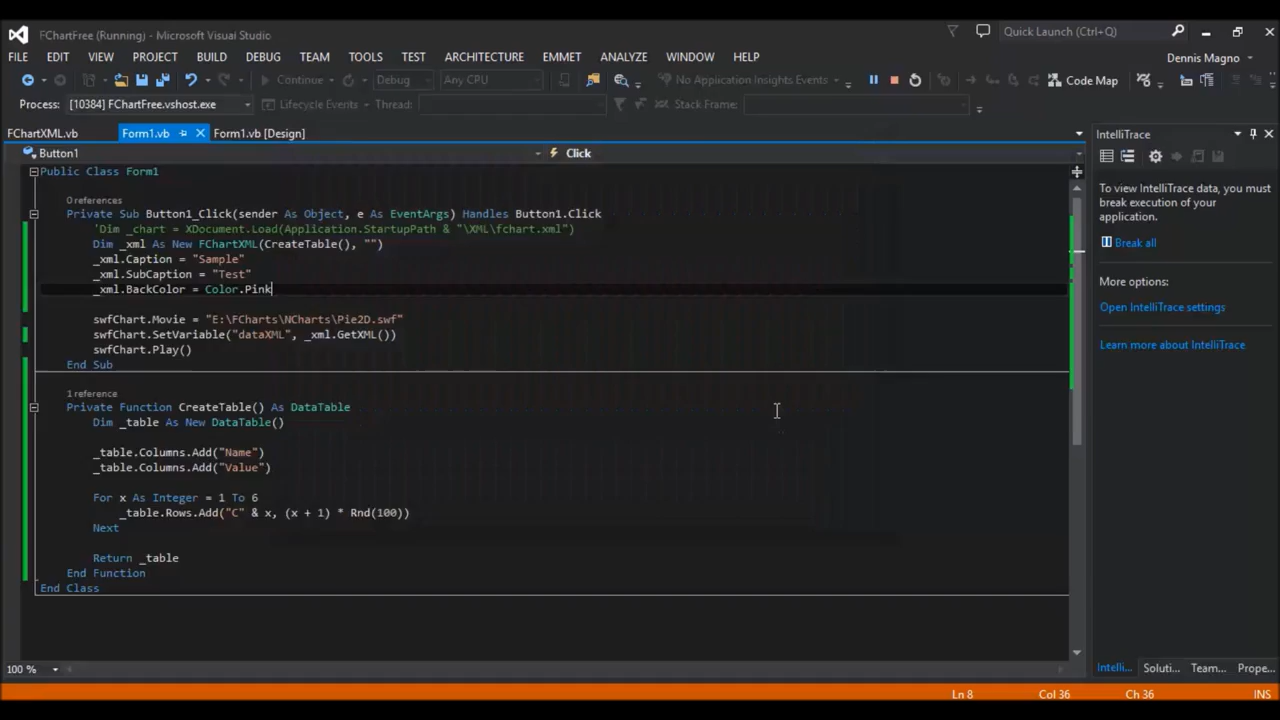 FChartFree (Running) - Microsoft Visual Studio
Quick Launch (Ctrl+Q)
FILE EDIT VIEW PROJECT BUILD DEBUG TEAM TOOLS TEST ARCHITECTURE EMMET ANALYZE WINDOW HELP
Dennis Magno
Continue Debug Any CPU No Application Insights Events Code Map
Process: [10384] FChartFree.vshost.exe Lifecycle Events Thread: Stack Frame:
FChartXML.vb Form1.vb Form1.vb [Design]
Button1 Click
Public Class Form1
0 references
Private Sub Button1_Click(sender As Object, e As EventArgs) Handles Button1.Click
'Dim _chart = XDocument.Load(Application.StartupPath & "\XML\fchart.xml")
Dim _xml As New FChartXML(CreateTable(), "")
_xml.Caption = "Sample"
_xml.SubCaption = "Test"
_xml.BackColor = Color.Pink
swfChart.Movie = "E:\FCharts\NCharts\Pie2D.swf"
swfChart.SetVariable("dataXML", _xml.GetXML())
swfChart.Play()
End Sub
1 reference
Private Function CreateTable() As DataTable
Dim _table As New DataTable()
_table.Columns.Add("Name")
_table.Columns.Add("Value")
For x As Integer = 1 To 6
_table.Rows.Add("C" & x, (x + 1) * Rnd(100))
Next
Return _table
End Function
End Class
IntelliTrace
To view IntelliTrace data, you must
break execution of your
application.
Break all
More options:
Open IntelliTrace settings
Learn more about IntelliTrace
100 %
Intelli... Soluti... Team... Prope...
Ln 8 Col 36 Ch 36 INS